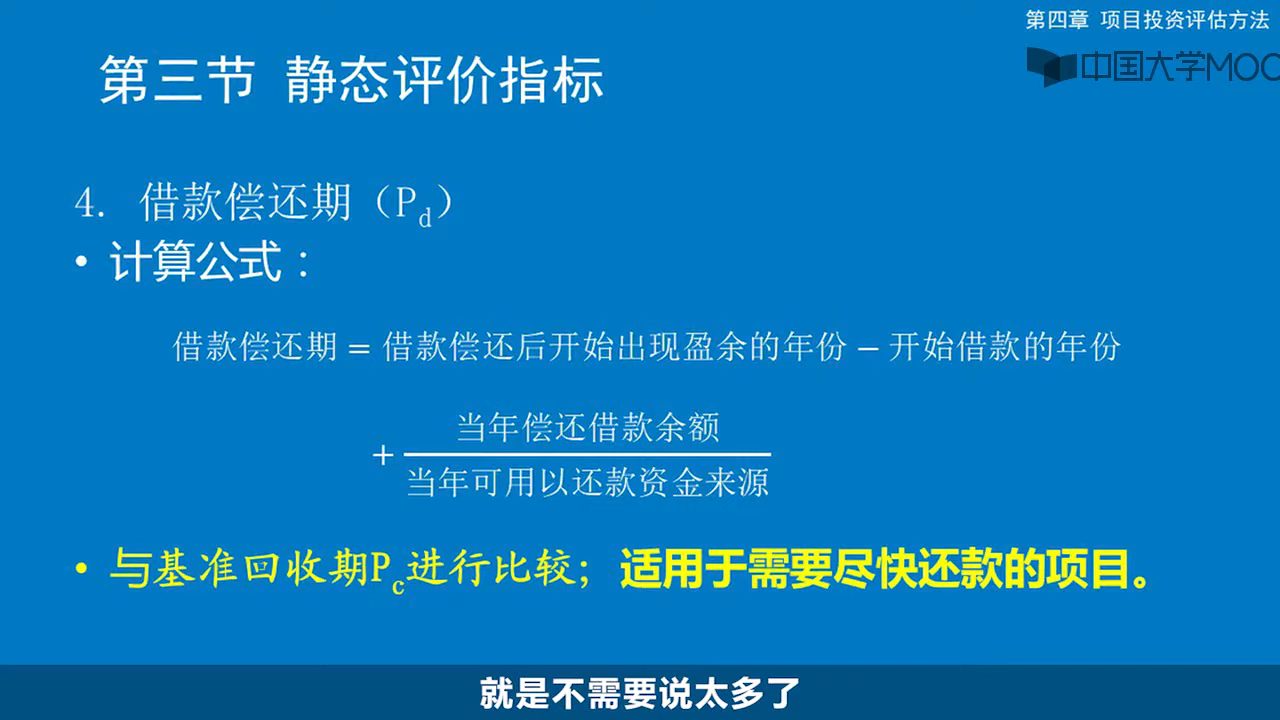 第四章 项目投资评估方法
中国大学MOO
第三节 静态评价指标
4. 借款偿还期（Pd）
• 计算公式：
借款偿还期 = 借款偿还后开始出现盈余的年份 − 开始借款的年份
+ 当年偿还借款余额
当年可用以还款资金来源
• 与基准回收期Pc进行比较；适用于需要尽快还款的项目。
就是不需要说太多了